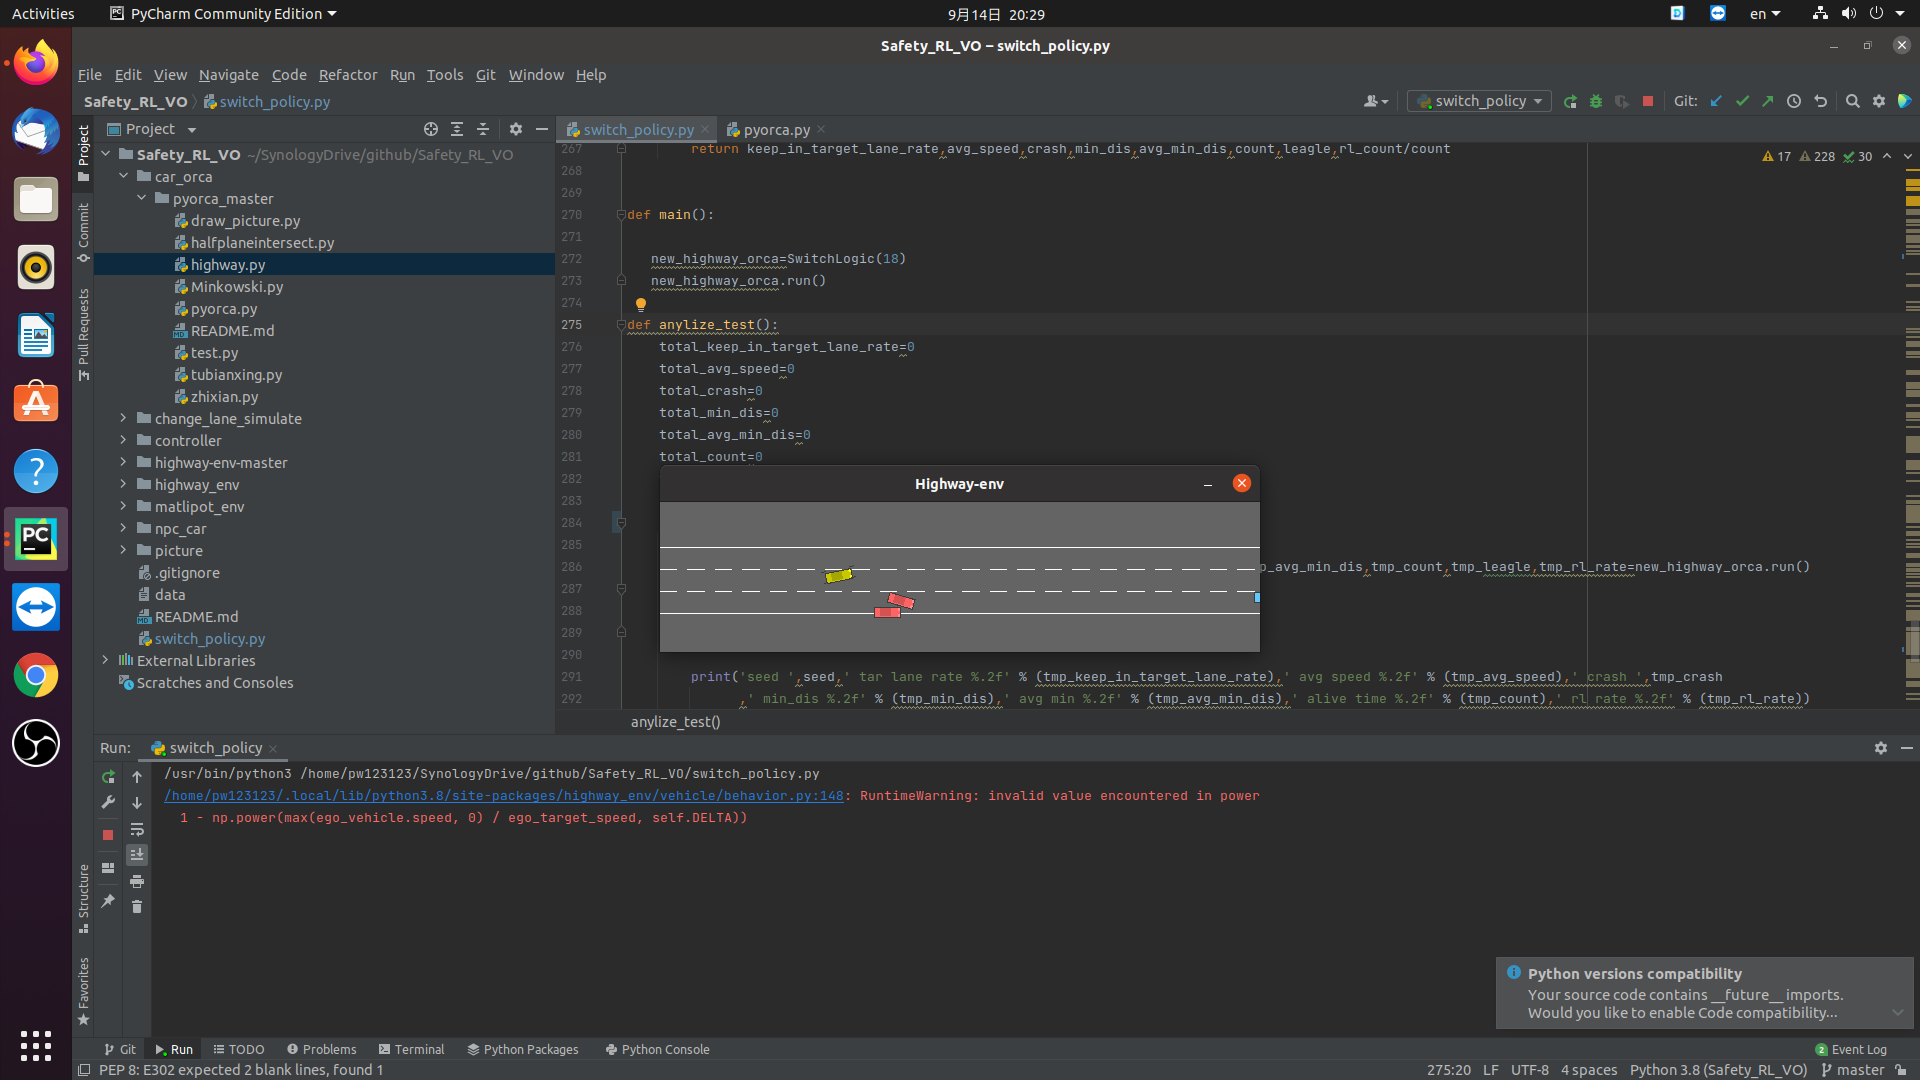 Activities
PyCharm Community Edition
9月14日 20:29
en
Safety_RL_VO – switch_policy.py
File Edit View Navigate Code Refactor Run Tools Git Window Help
Safety_RL_VO switch_policy.py
switch_policy
Git:
Project
switch_policy.py
pyorca.py
Project
Commit
Pull Requests
Structure
Favorites
Safety_RL_VO ~/SynologyDrive/github/Safety_RL_VO
car_orca
pyorca_master
draw_picture.py
halfplaneintersect.py
highway.py
Minkowski.py
pyorca.py
README.md
test.py
tubianxing.py
zhixian.py
change_lane_simulate
controller
highway-env-master
highway_env
matlipot_env
npc_car
picture
.gitignore
data
README.md
switch_policy.py
External Libraries
Scratches and Consoles
17 228 30
267 return keep_in_target_lane_rate,avg_speed,crash,min_dis,avg_min_dis,count,leagle,rl_count/count
268
269
270 def main():
271
272 new_highway_orca=SwitchLogic(18)
273 new_highway_orca.run()
274
275 def anylize_test():
276 total_keep_in_target_lane_rate=0
277 total_avg_speed=0
278 total_crash=0
279 total_min_dis=0
280 total_avg_min_dis=0
281 total_count=0
282
283
284
285
286 p_avg_min_dis,tmp_count,tmp_leagle,tmp_rl_rate=new_highway_orca.run()
287
288
289
290
291 print('seed ',seed,' tar lane rate %.2f' % (tmp_keep_in_target_lane_rate),' avg speed %.2f' % (tmp_avg_speed),' crash ',tmp_crash
292 ,' min_dis %.2f' % (tmp_min_dis),' avg min %.2f' % (tmp_avg_min_dis),' alive time %.2f' % (tmp_count),' rl rate %.2f' % (tmp_rl_rate))
Highway-env
anylize_test()
Run: switch_policy
/usr/bin/python3 /home/pw123123/SynologyDrive/github/Safety_RL_VO/switch_policy.py
/home/pw123123/.local/lib/python3.8/site-packages/highway_env/vehicle/behavior.py:148: RuntimeWarning: invalid value encountered in power
1 - np.power(max(ego_vehicle.speed, 0) / ego_target_speed, self.DELTA))
Python versions compatibility
Your source code contains __future__ imports.
Would you like to enable Code compatibility...
Git Run TODO Problems Terminal Python Packages Python Console
2 Event Log
PEP 8: E302 expected 2 blank lines, found 1
275:20 LF UTF-8 4 spaces Python 3.8 (Safety_RL_VO) master